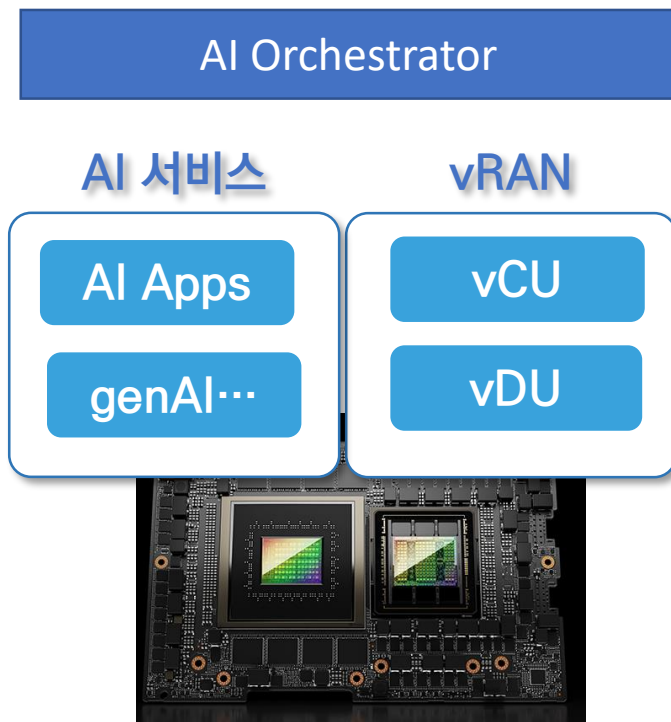 AI Orchestrator
AI 서비스
vRAN
AI Apps
genAI⋯
vCU
vDU